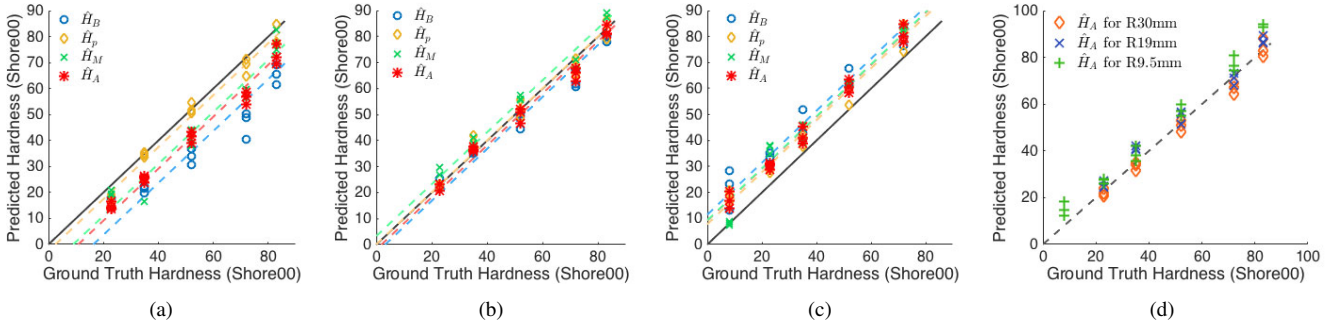 90
80
70
60
50
40
30
20
10
0
Predicted Hardness (Shore00)
Ĥ_B
Ĥ_p
Ĥ_M
Ĥ_A
0 20 40 60 80
Ground Truth Hardness (Shore00)
(a)
90
80
70
60
50
40
30
20
10
0
Predicted Hardness (Shore00)
Ĥ_B
Ĥ_p
Ĥ_M
Ĥ_A
0 20 40 60 80
Ground Truth Hardness (Shore00)
(b)
90
80
70
60
50
40
30
20
10
0
Predicted Hardness (Shore00)
Ĥ_B
Ĥ_p
Ĥ_M
Ĥ_A
0 20 40 60 80
Ground Truth Hardness (Shore00)
(c)
100
80
60
40
20
0
Predicted Hardness (Shore00)
Ĥ_A for R30mm
Ĥ_A for R19mm
Ĥ_A for R9.5mm
0 20 40 60 80 100
Ground Truth Hardness (Shore00)
(d)